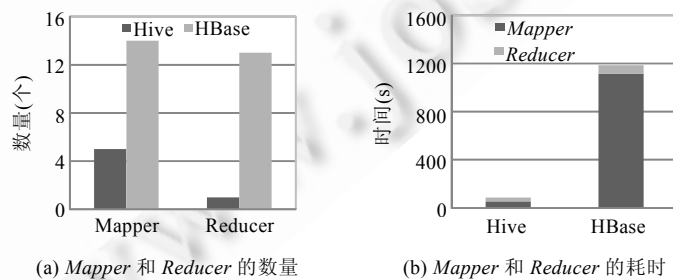 16
12
8
4
0
数量(个)
Hive HBase
Mapper Reducer
(a) Mapper 和 Reducer 的数量
1600
1200
800
400
0
时间(s)
Mapper
Reducer
Hive HBase
(b) Mapper 和 Reducer 的耗时